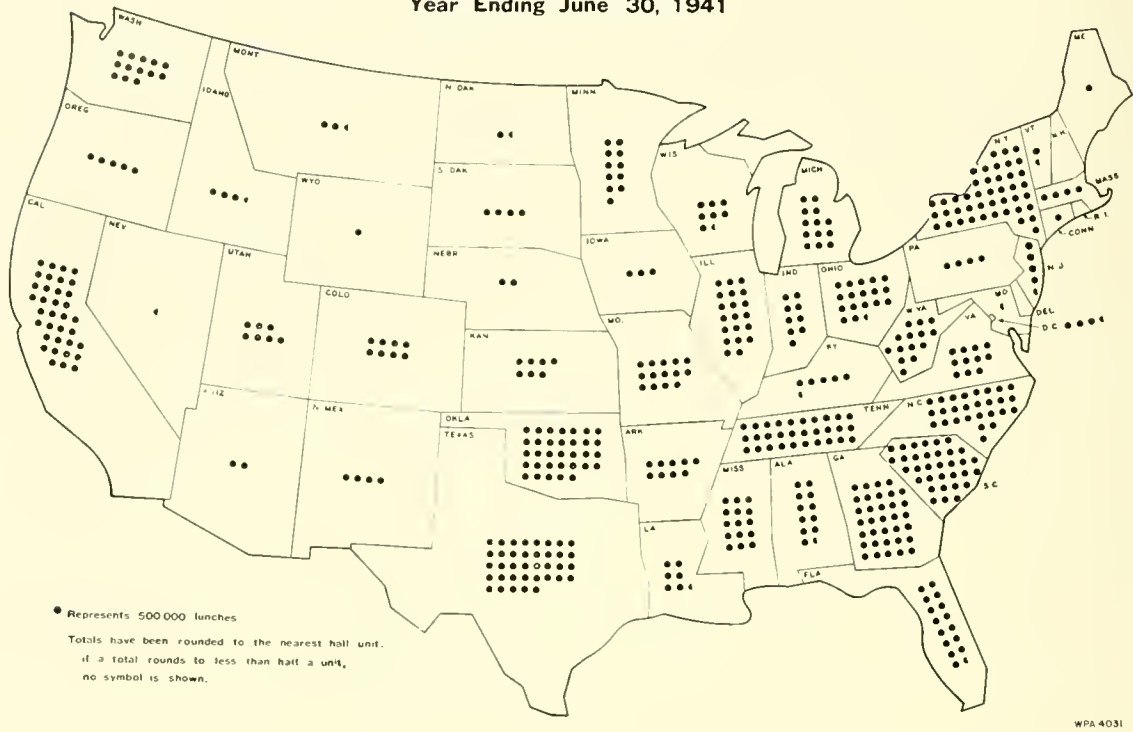 Year Ending June 30, 1941
WASH
MONT
N DAK
MINN
ME
IDAHO
OREG
WIS
MICH
N.Y.
VT
N.H.
MASS
R.I.
CONN
S DAK
WYO
CAL
NEV
UTAH
NEBR
IOWA
ILL
IND
OHIO
PA
N.J.
MD
DEL
D.C.
COLO
KAN
MO.
KY
W.VA
VA
ARIZ
N MEX
OKLA
TEXAS
ARK
TENN
N.C.
S.C.
MISS
ALA
GA
LA
FLA
Represents 500 000 lunches
Totals have been rounded to the nearest half unit.
if a total rounds to less than half a unit,
no symbol is shown.
WPA 4031